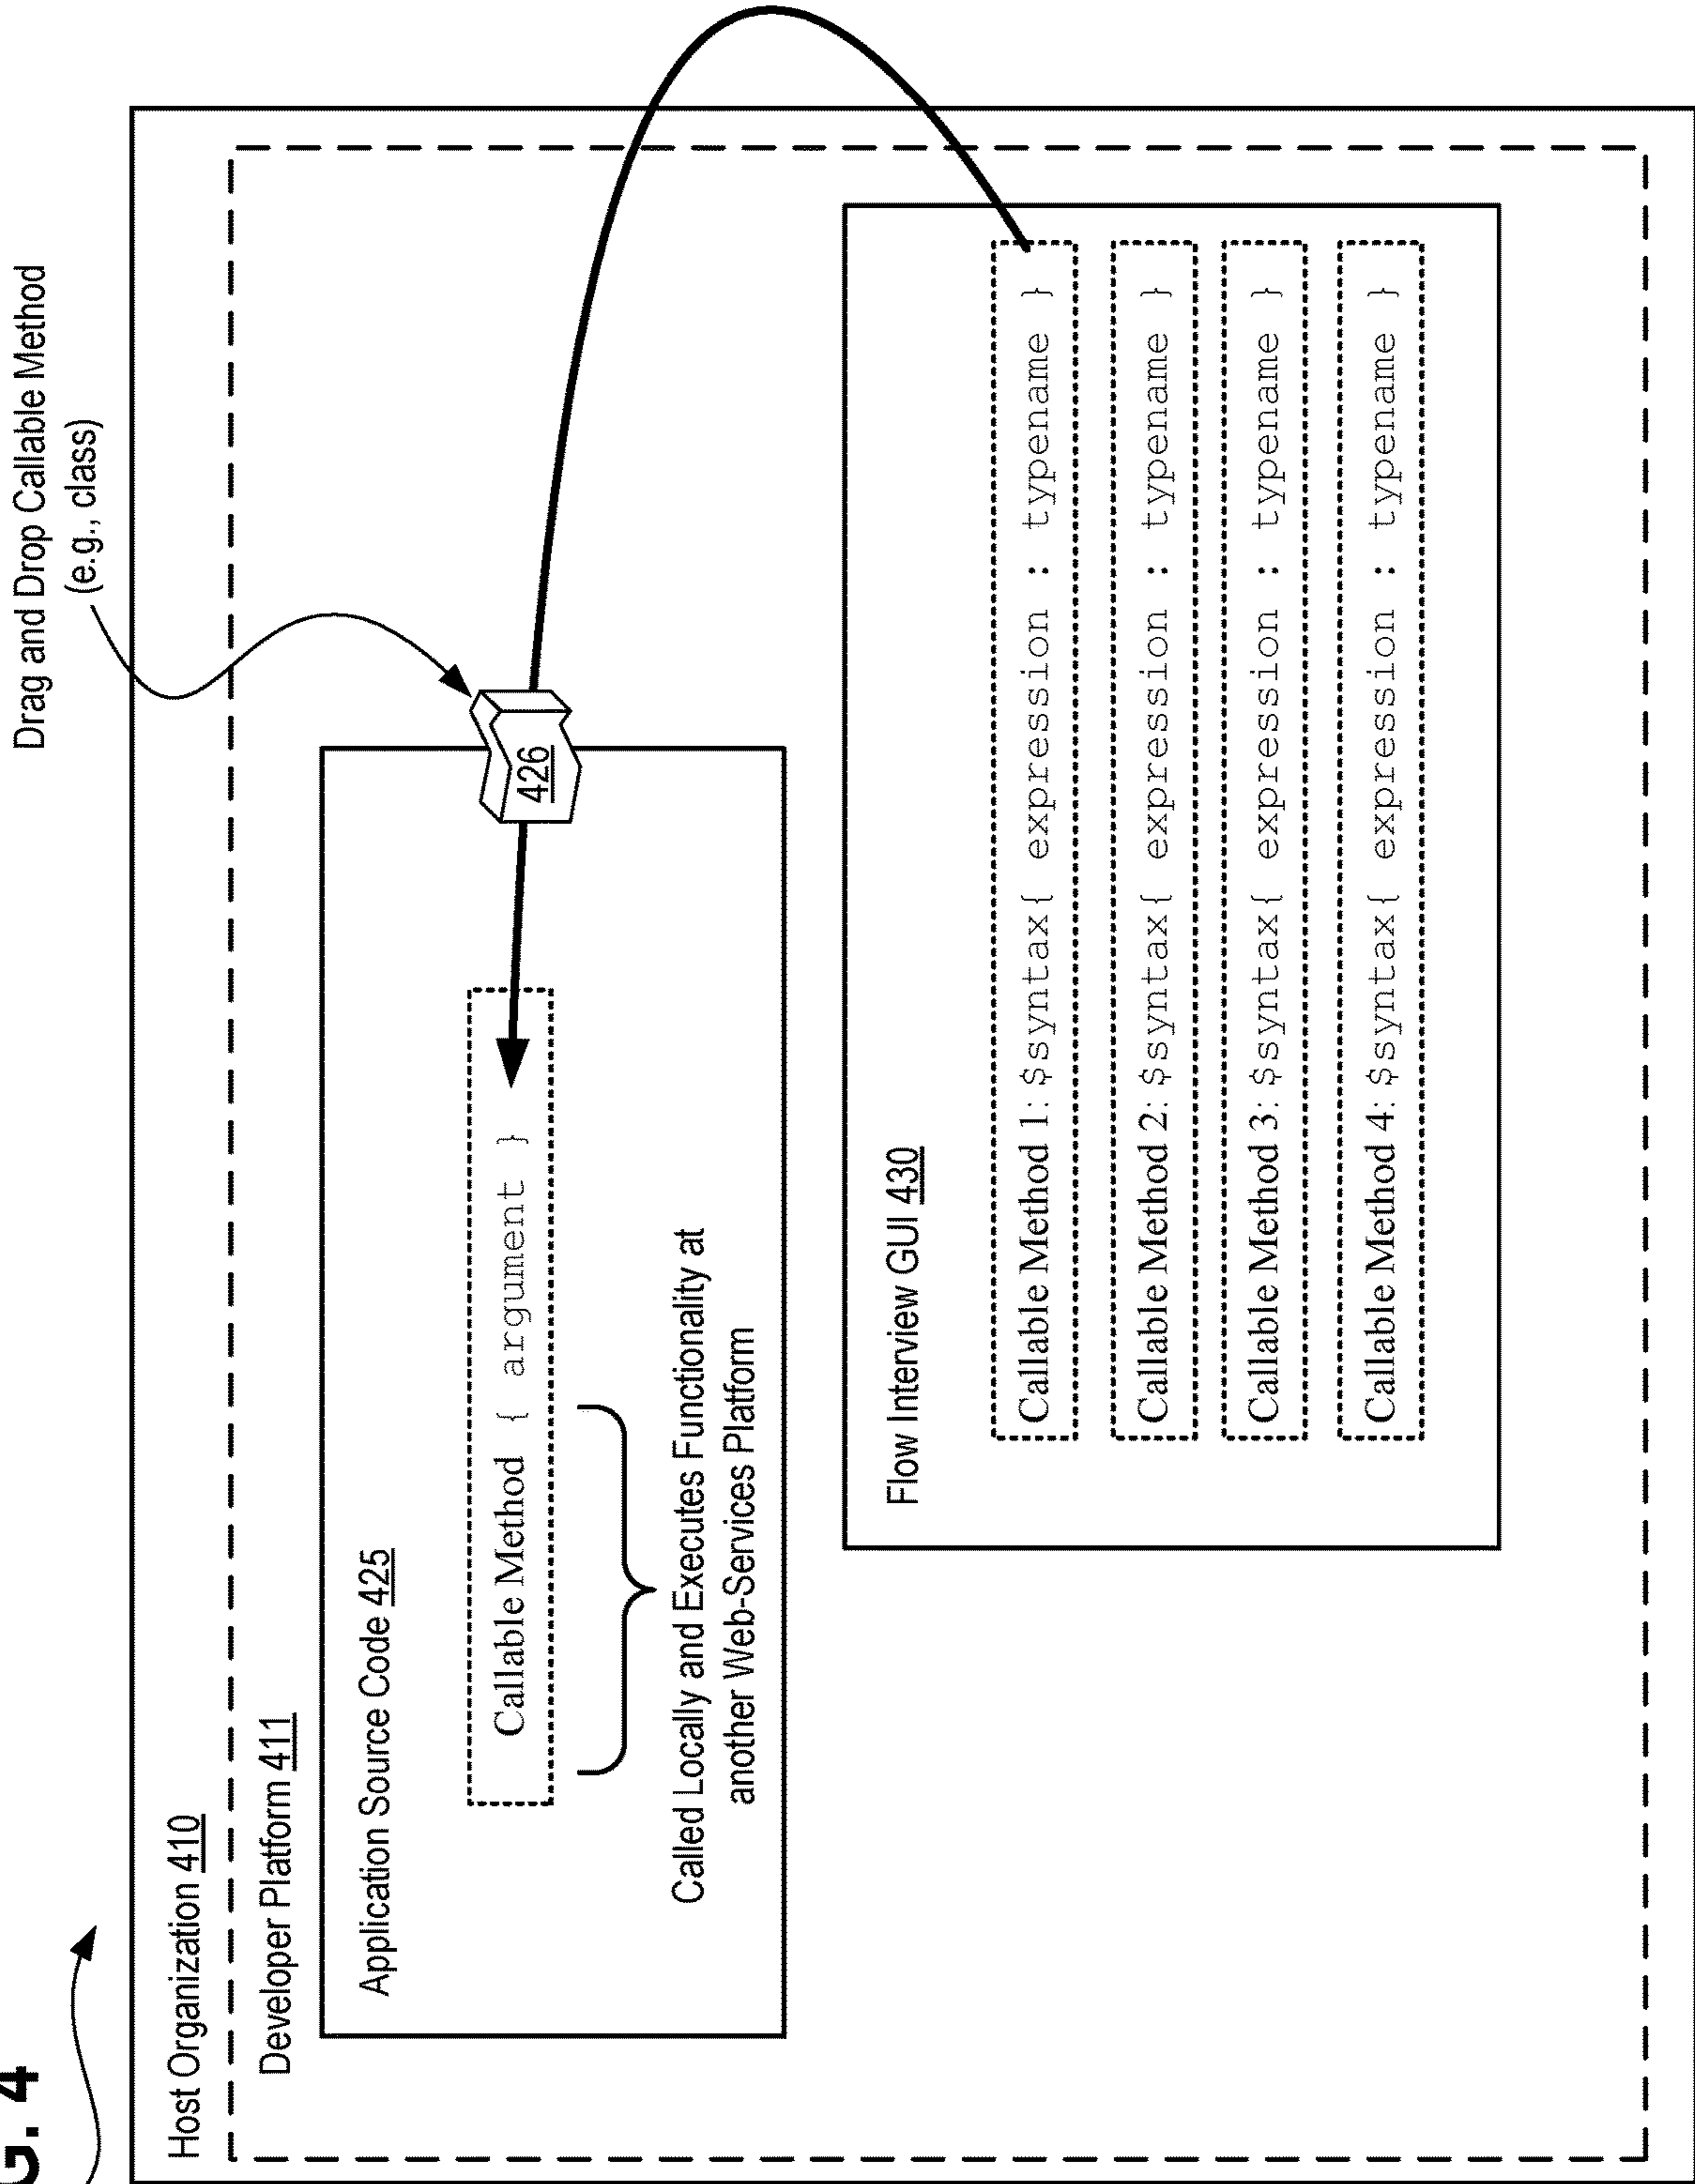 G. 4
Drag and Drop Callable Method
(e.g., class)
Host Organization 410
Developer Platform 411
Application Source Code 425
Callable Method { argument }
426
Called Locally and Executes Functionality at
another Web-Services Platform
Flow Interview GUI 430
Callable Method 1: $syntax{ expression : typename }
Callable Method 2: $syntax{ expression : typename }
Callable Method 3: $syntax{ expression : typename }
Callable Method 4: $syntax{ expression : typename }